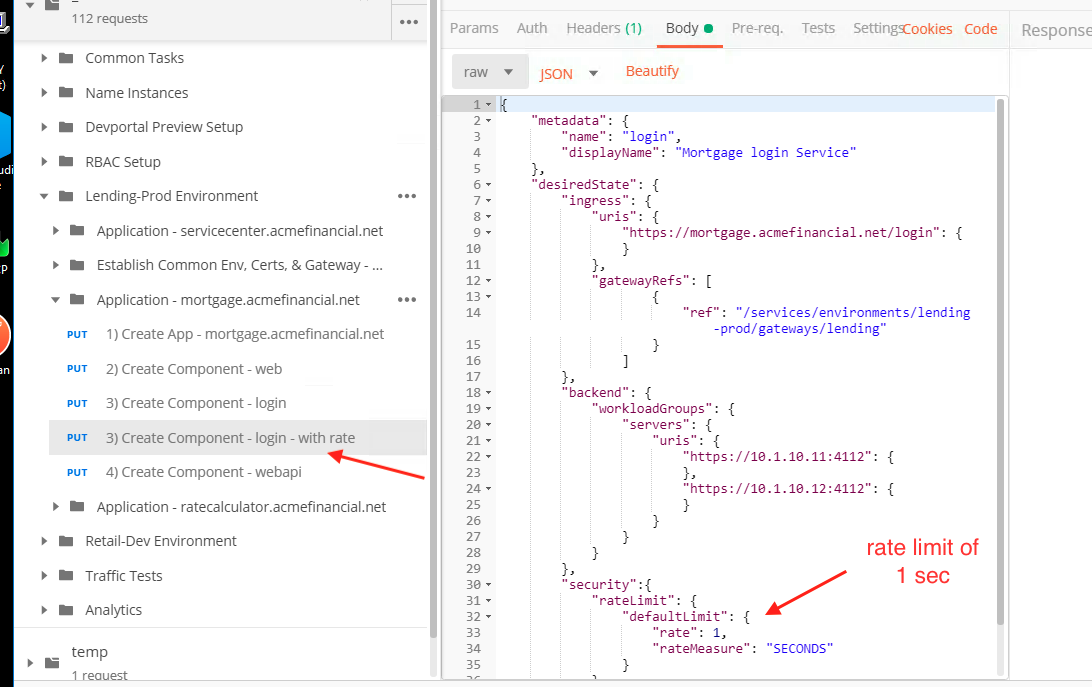 112 requests
Common Tasks
Name Instances
Devportal Preview Setup
RBAC Setup
Lending-Prod Environment
Application - servicecenter.acmefinancial.net
Establish Common Env, Certs, & Gateway - ...
Application - mortgage.acmefinancial.net
PUT 1) Create App - mortgage.acmefinancial.net
PUT 2) Create Component - web
PUT 3) Create Component - login
PUT 3) Create Component - login - with rate
PUT 4) Create Component - webapi
Application - ratecalculator.acmefinancial.net
Retail-Dev Environment
Traffic Tests
Analytics
temp
1 request
Params Auth Headers (1) Body Pre-req. Tests Settings Cookies Code Response
raw JSON Beautify
1 {
2 "metadata": {
3 "name": "login",
4 "displayName": "Mortgage login Service"
5 },
6 "desiredState": {
7 "ingress": {
8 "uris": {
9 "https://mortgage.acmefinancial.net/login": {
10 }
11 },
12 "gatewayRefs": [
13 {
14 "ref": "/services/environments/lending
-prod/gateways/lending"
15 }
16 ]
17 },
18 "backend": {
19 "workloadGroups": {
20 "servers": {
21 "uris": {
22 "https://10.1.10.11:4112": {
23 },
24 "https://10.1.10.12:4112": {
25 }
26 }
27 }
28 }
29 },
30 "security":{
31 "rateLimit": {
32 "defaultLimit": {
33 "rate": 1,
34 "rateMeasure": "SECONDS"
35 }
rate limit of
1 sec